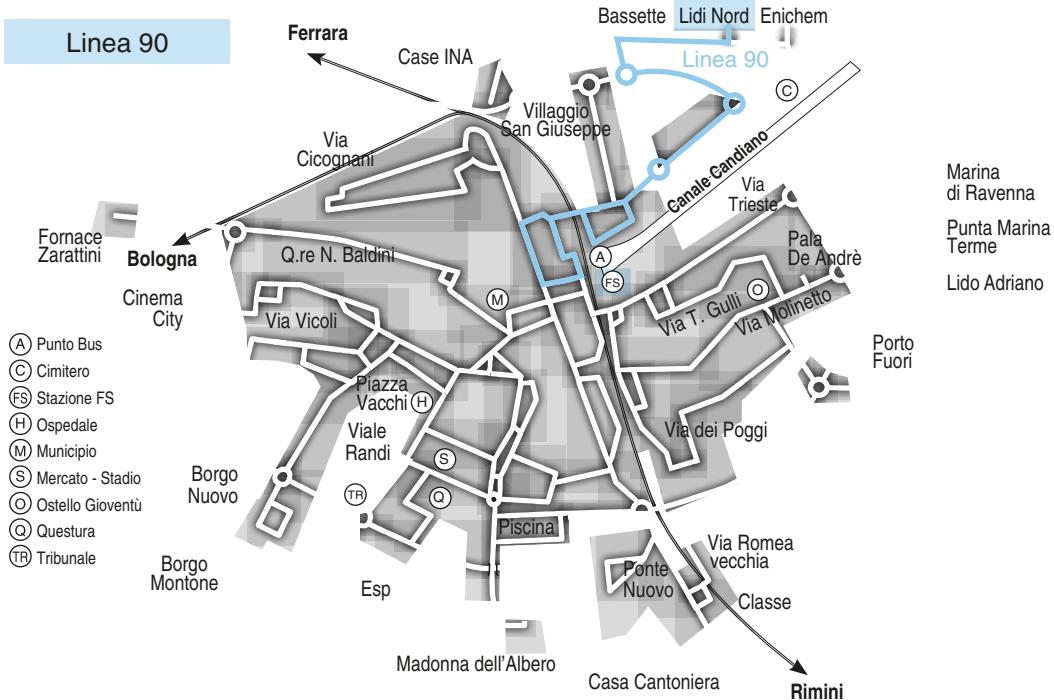 Linea 90
Bassette
Lidi Nord
Enichem
Ferrara
Case INA
Linea 90
C
Villaggio
San Giuseppe
Via
Cicognani
Canale Candiano
Via
Trieste
Marina
di Ravenna
Punta Marina
Terme
Lido Adriano
Fornace
Zarattini
Bologna
Q.re N. Baldini
A
FS
Pala
De Andrè
Cinema
City
M
O
Via T. Gulli
Via Molinetto
Via Vicoli
Porto
Fuori
A Punto Bus
C Cimitero
FS Stazione FS
H Ospedale
M Municipio
S Mercato - Stadio
O Ostello Gioventù
Q Questura
TR Tribunale
Piazza
Vacchi
H
Viale
Randi
Via dei Poggi
S
Borgo
Nuovo
TR
Q
Piscina
Borgo
Montone
Esp
Ponte
Nuovo
Via Romea
vecchia
Classe
Madonna dell'Albero
Casa Cantoniera
Rimini